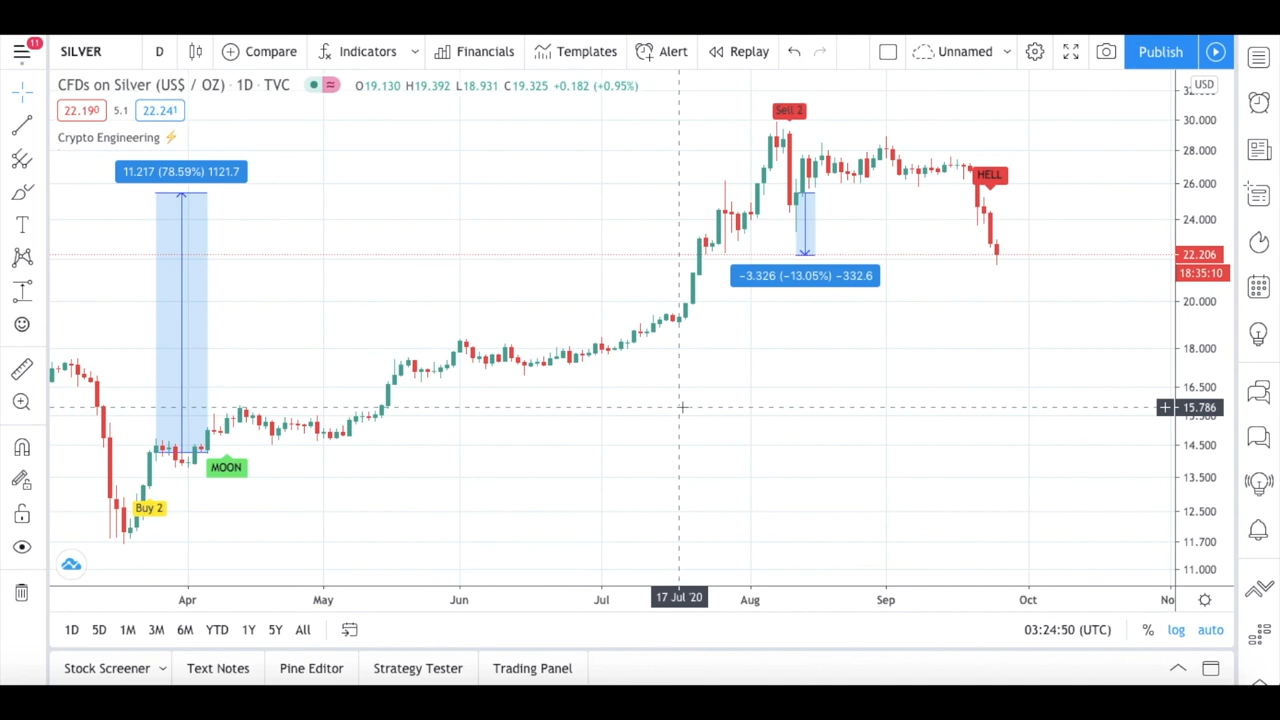 11
SILVER
D
Compare
Indicators
Financials
Templates
Alert
Replay
Unnamed
Publish
CFDs on Silver (US$ / OZ) · 1D · TVC
O19.130 H19.392 L18.931 C19.325 +0.182 (+0.95%)
USD
22.190
5.1
22.241
Crypto Engineering ⚡
11.217 (78.59%) 1121.7
Sell 2
HELL
−3.326 (−13.05%) −332.6
MOON
Buy 2
30.000
28.000
26.000
24.000
22.206
18:35:10
20.000
18.000
16.500
15.786
14.500
13.500
12.500
11.700
11.000
Apr
May
Jun
Jul
17 Jul '20
Aug
Sep
Oct
No
1D 5D 1M 3M 6M YTD 1Y 5Y All
03:24:50 (UTC)
%
log
auto
Stock Screener
Text Notes
Pine Editor
Strategy Tester
Trading Panel